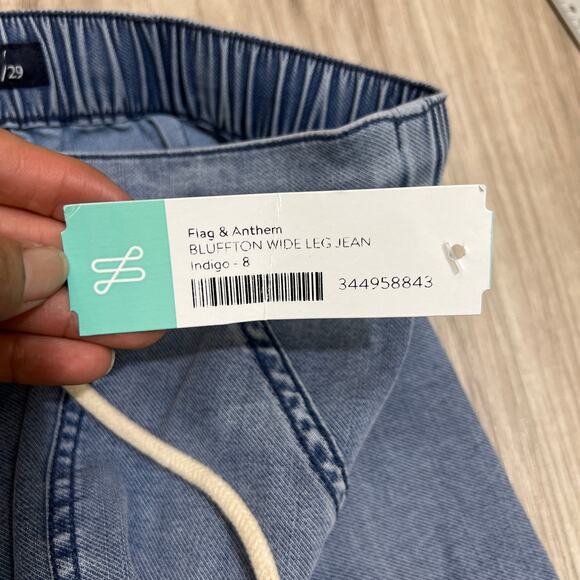 /29
Flag & Anthem
BLUFFTON WIDE LEG JEAN
Indigo - 8
344958843